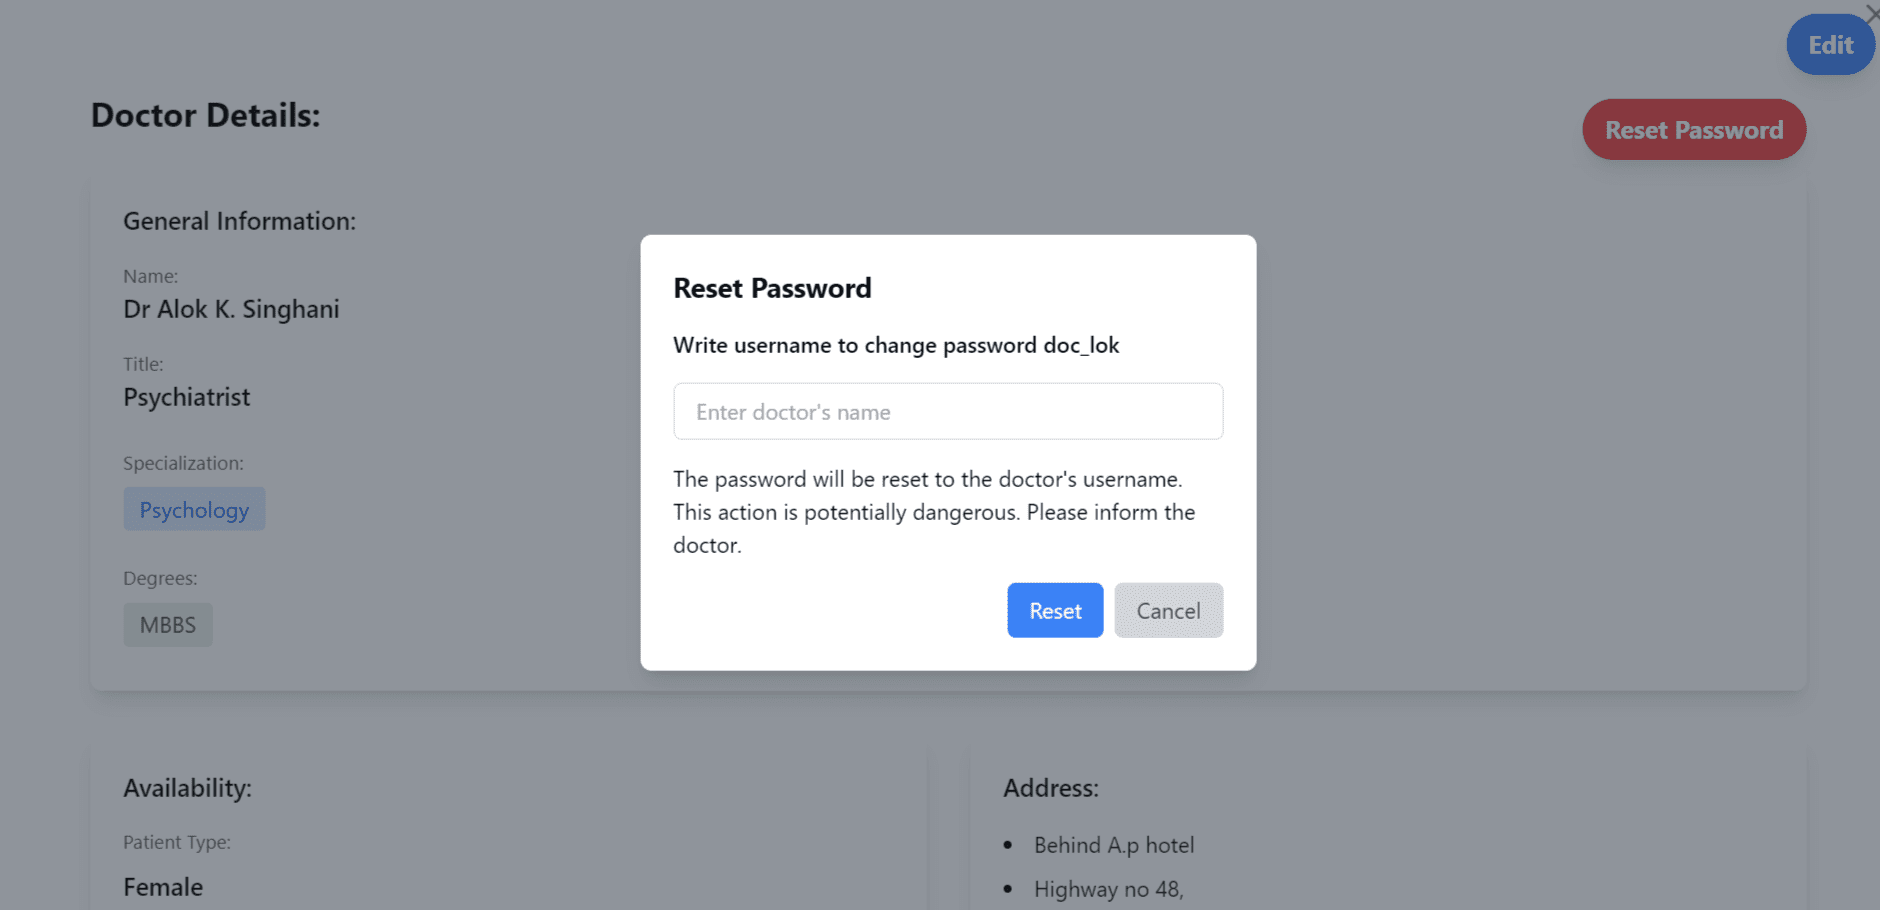 Edit
Doctor Details:
Reset Password
General Information:
Name:
Dr Alok K. Singhani
Title:
Psychiatrist
Specialization:
Psychology
Degrees:
MBBS
Reset Password
Write username to change password doc_lok
Enter doctor's name
The password will be reset to the doctor's username.
This action is potentially dangerous. Please inform the
doctor.
Reset
Cancel
Availability:
Patient Type:
Female
Address:
Behind A.p hotel
Highway no 48,